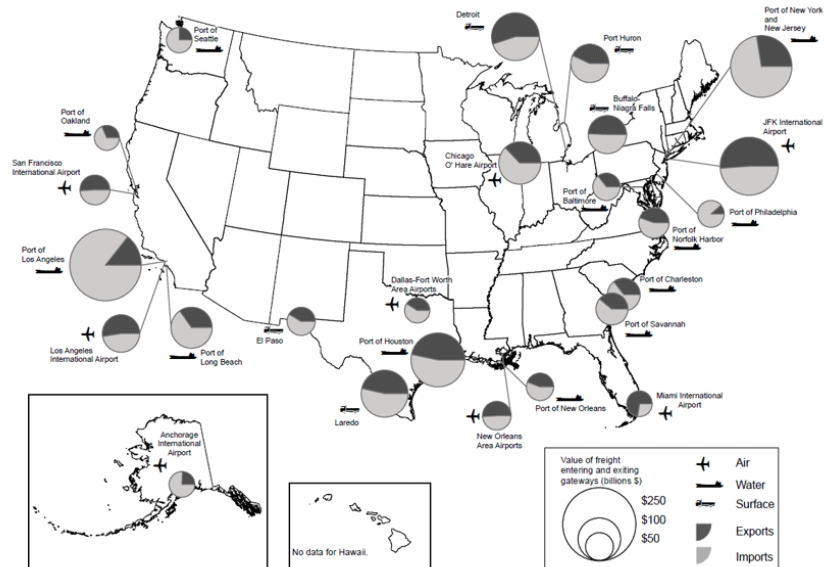 Detroit
Port Huron
Port of New York
and
New Jersey
Port of
Seattle
Buffalo-
Niagra Falls
Port of
Oakland
JFK International
Airport
San Francisco
International Airport
Chicago
O' Hare Airport
Port of
Baltimore
Port of Philadelphia
Port of
Norfolk Harbor
Port of
Los Angeles
Dallas-Fort Worth
Area Airports
Port of Charleston
Port of Savannah
El Paso
Port of Houston
Los Angeles
International Airport
Port of
Long Beach
Port of New Orleans
Miami International
Airport
Laredo
New Orleans
Area Airports
Anchorage
International
Airport
No data for Hawaii.
Value of freight
entering and exiting
gateways (billions $)
$250
$100
$50
Air
Water
Surface
Exports
Imports